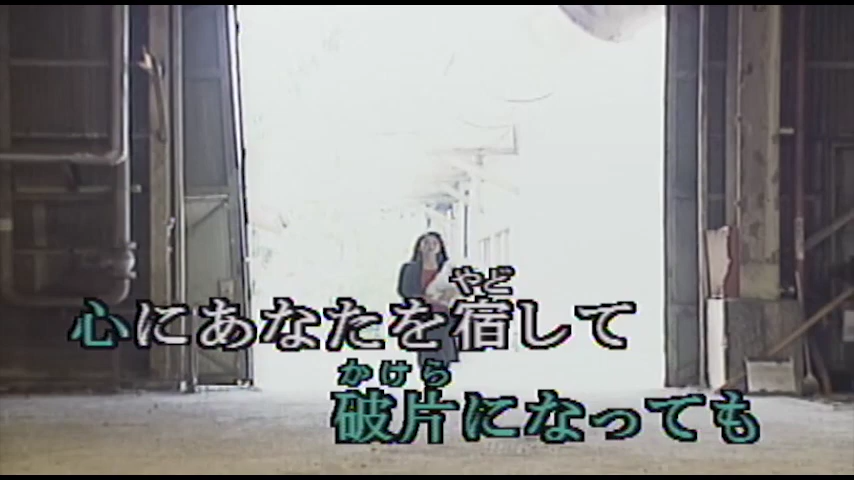 やど
心にあなたを宿して
かけら
破片になっても